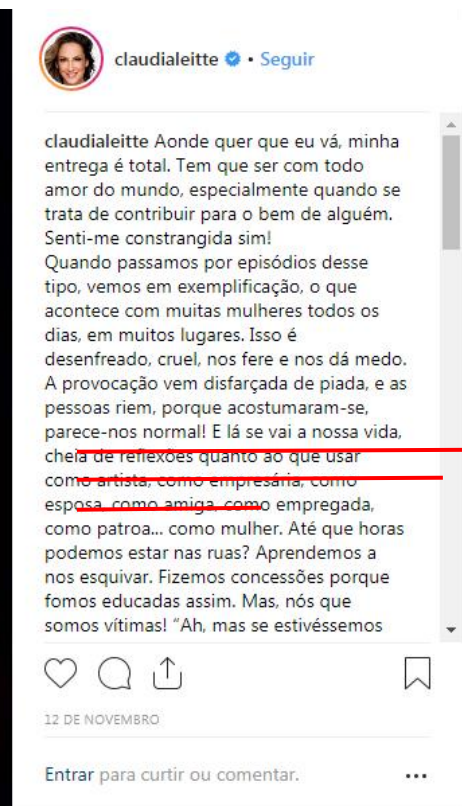 claudialeitte • Seguir
claudialeitte Aonde quer que eu vá, minha
entrega é total. Tem que ser com todo
amor do mundo, especialmente quando se
trata de contribuir para o bem de alguém.
Senti-me constrangida sim!
Quando passamos por episódios desse
tipo, vemos em exemplificação, o que
acontece com muitas mulheres todos os
dias, em muitos lugares. Isso é
desenfreado, cruel, nos fere e nos dá medo.
A provocação vem disfarçada de piada, e as
pessoas riem, porque acostumaram-se,
parece-nos normal! E lá se vai a nossa vida,
cheia de reflexões quanto ao que usar
como artista, como empresária, como
esposa, como amiga, como empregada,
como patroa... como mulher. Até que horas
podemos estar nas ruas? Aprendemos a
nos esquivar. Fizemos concessões porque
fomos educadas assim. Mas, nós que
somos vítimas! “Ah, mas se estivéssemos
12 DE NOVEMBRO
Entrar para curtir ou comentar.